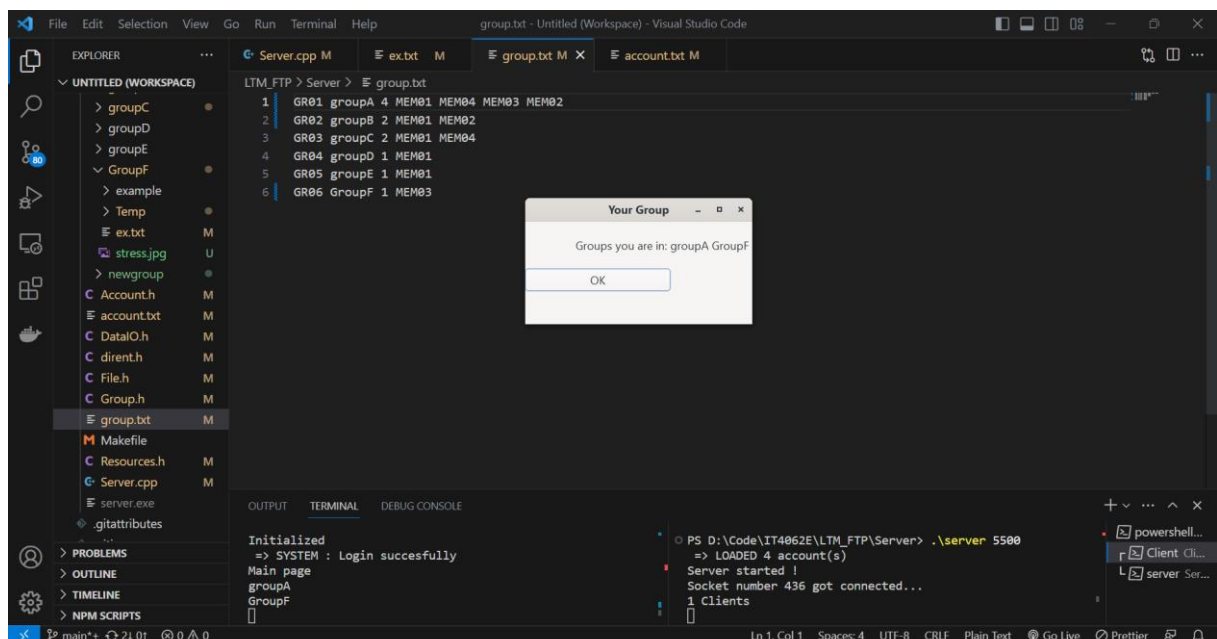 File Edit Selection View Go Run Terminal Help
group.txt - Untitled (Workspace) - Visual Studio Code
EXPLORER
Server.cpp M
ex.txt M
group.txt M
account.txt M
UNTITLED (WORKSPACE)
LTM_FTP > Server > group.txt
> groupC
> groupD
> groupE
GroupF
> example
> Temp
ex.txt M
stress.jpg U
> newgroup
Account.h M
account.txt M
DataIO.h M
dirent.h M
File.h M
Group.h M
group.txt M
Makefile
Resources.h M
Server.cpp M
server.exe
.gitattributes
> PROBLEMS
> OUTLINE
> TIMELINE
> NPM SCRIPTS
80
1 GR01 groupA 4 MEM01 MEM04 MEM03 MEM02
2 GR02 groupB 2 MEM01 MEM02
3 GR03 groupC 2 MEM01 MEM04
4 GR04 groupD 1 MEM01
5 GR05 groupE 1 MEM01
6 GR06 GroupF 1 MEM03
Your Group
Groups you are in: groupA GroupF
OK
OUTPUT TERMINAL DEBUG CONSOLE
Initialized
=> SYSTEM : Login succesfully
Main page
groupA
GroupF
PS D:\Code\IT4062E\LTM_FTP\Server> .\server 5500
=> LOADED 4 account(s)
Server started !
Socket number 436 got connected...
1 Clients
powershell...
Client Cli...
server Ser...
main*+ 2↓ 0↑ 0 0
Ln 1, Col 1 Spaces: 4 UTF-8 CRLF Plain Text Go Live Prettier